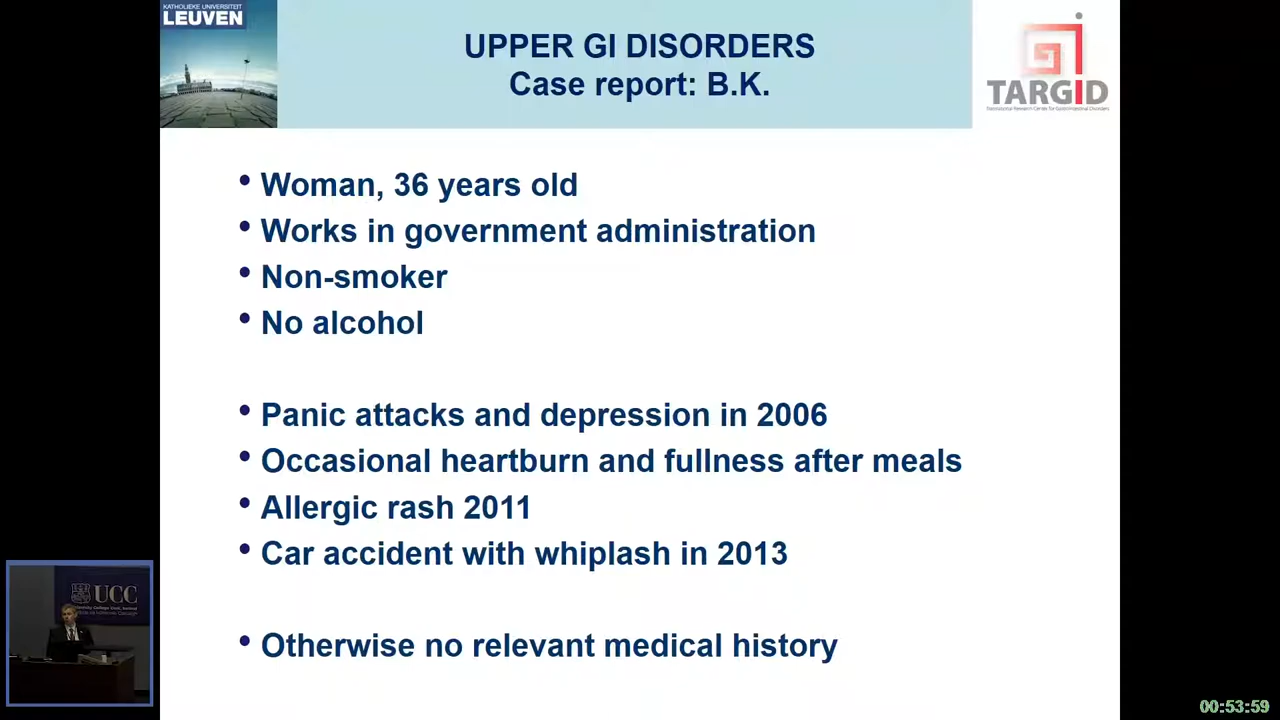 KATHOLIEKE UNIVERSITEIT
LEUVEN
UPPER GI DISORDERS
Case report: B.K.
TARGID
• Woman, 36 years old
• Works in government administration
• Non-smoker
• No alcohol
• Panic attacks and depression in 2006
• Occasional heartburn and fullness after meals
• Allergic rash 2011
• Car accident with whiplash in 2013
• Otherwise no relevant medical history
UCC
00:53:59